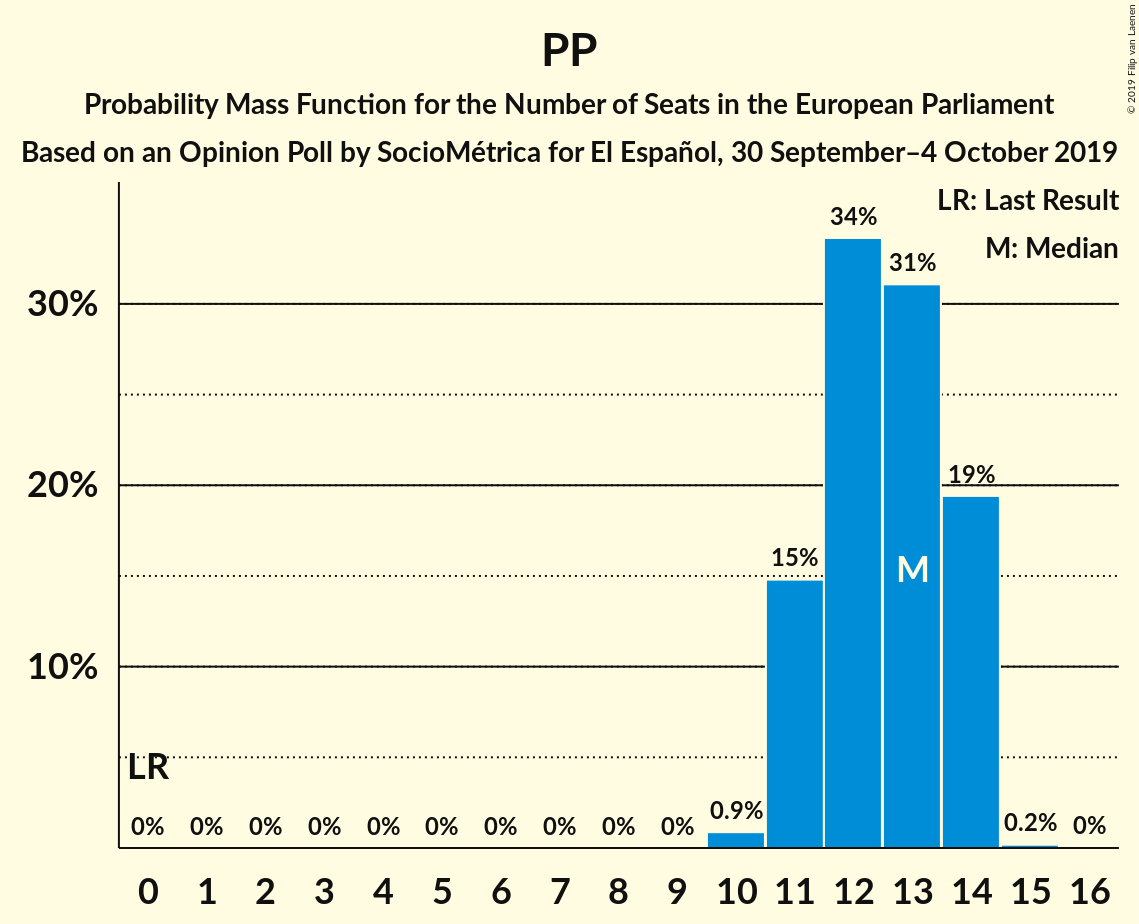 PP
Probability Mass Function for the Number of Seats in the European Parliament
Based on an Opinion Poll by SocioMétrica for El Español, 30 September–4 October 2019
© 2019 Filip van Laenen
LR: Last Result
M: Median
34%
31%
30%
19%
20%
15%
M
10%
LR
0% 0% 0% 0% 0% 0% 0% 0% 0% 0% 0.9% 0.2% 0%
0 1 2 3 4 5 6 7 8 9 10 11 12 13 14 15 16